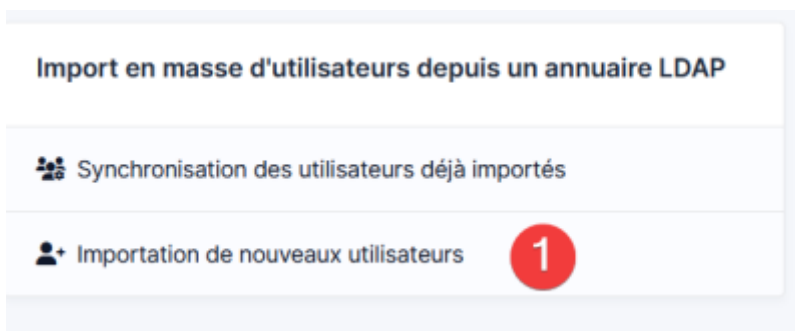 Import en masse d'utilisateurs depuis un annuaire LDAP
Synchronisation des utilisateurs déjà importés
Importation de nouveaux utilisateurs 1